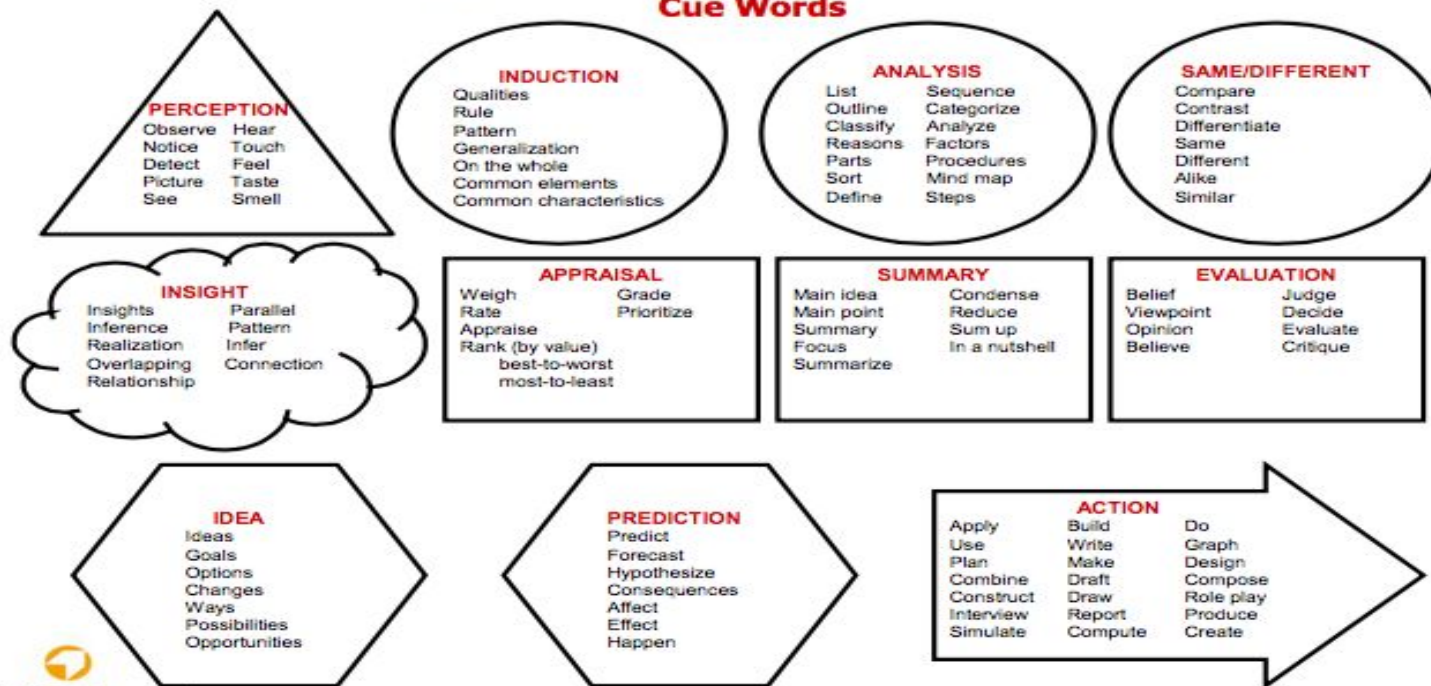 Cue Words
PERCEPTION
Observe Hear
Notice Touch
Detect Feel
Picture Taste
See Smell
INDUCTION
Qualities
Rule
Pattern
Generalization
On the whole
Common elements
Common characteristics
ANALYSIS
List Sequence
Outline Categorize
Classify Analyze
Reasons Factors
Parts Procedures
Sort Mind map
Define Steps
SAME/DIFFERENT
Compare
Contrast
Differentiate
Same
Different
Alike
Similar
INSIGHT
Insights Parallel
Inference Pattern
Realization Infer
Overlapping Connection
Relationship
APPRAISAL
Weigh Grade
Rate Prioritize
Appraise
Rank (by value)
best-to-worst
most-to-least
SUMMARY
Main idea Condense
Main point Reduce
Summary Sum up
Focus In a nutshell
Summarize
EVALUATION
Belief Judge
Viewpoint Decide
Opinion Evaluate
Believe Critique
IDEA
Ideas
Goals
Options
Changes
Ways
Possibilities
Opportunities
PREDICTION
Predict
Forecast
Hypothesize
Consequences
Affect
Effect
Happen
ACTION
Apply Build Do
Use Write Graph
Plan Make Design
Combine Draft Compose
Construct Draw Role play
Interview Report Produce
Simulate Compute Create